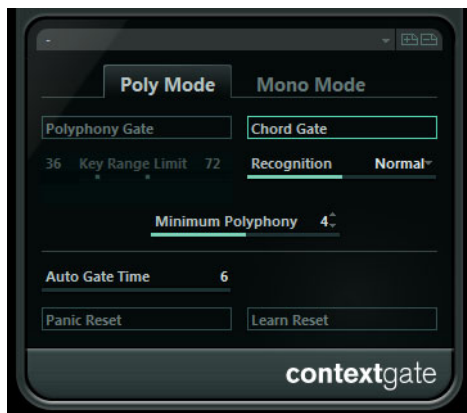 -
Poly Mode Mono Mode
Polyphony Gate Chord Gate
36 Key Range Limit 72 Recognition Normal
Minimum Polyphony 4
Auto Gate Time 6
Panic Reset Learn Reset
contextgate